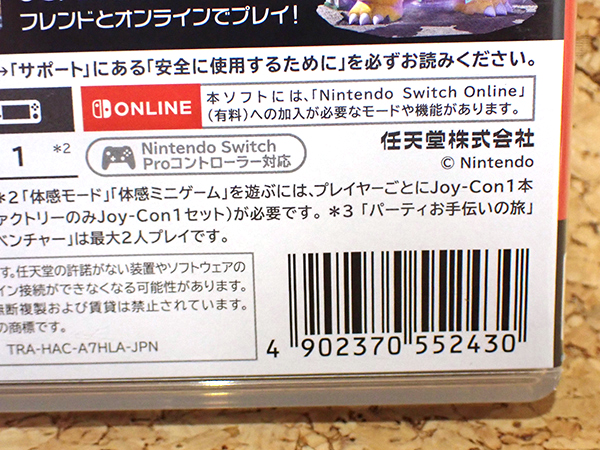 フレンドとオンラインでプレイ!
→「サポート」にある「安全に使用するために」を必ずお読みください。
ONLINE
本ソフトには、「Nintendo Switch Online」
(有料)への加入が必要なモードや機能があります。
1 *2
Nintendo Switch
Proコントローラー対応
任天堂株式会社
© Nintendo
*2「体感モード」「体感ミニゲーム」を遊ぶには、プレイヤーごとにJoy-Con1本
ァクトリーのみJoy-Con1セット)が必要です。*3 「パーティお手伝いの旅」
ベンチャー」は最大2人プレイです。
す。任天堂の許諾がない装置やソフトウェアの
イン接続ができなくなる可能性があります。
無断複製および賃貸は禁止されています。
の商標です。
TRA-HAC-A7HLA-JPN
4 902370 552430